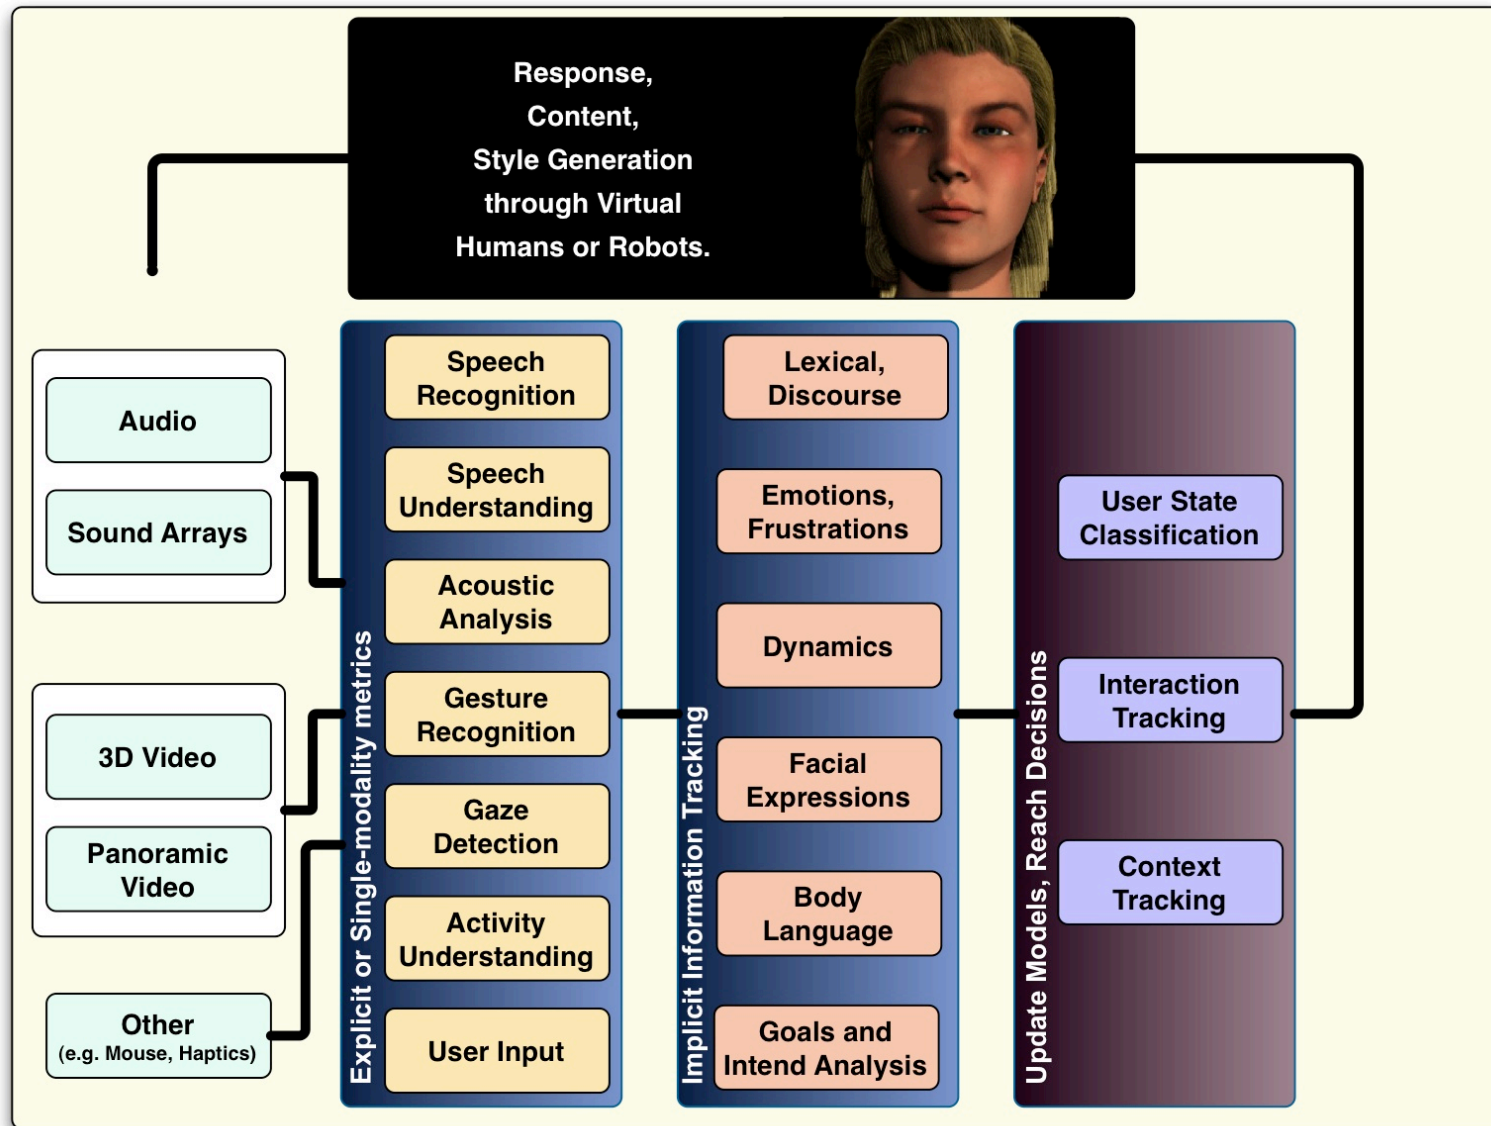 Response,
Content,
Style Generation
through Virtual
Humans or Robots.
Audio
Sound Arrays
3D Video
Panoramic
Video
Other
(e.g. Mouse, Haptics)
Explicit or Single-modality metrics
Speech
Recognition
Speech
Understanding
Acoustic
Analysis
Gesture
Recognition
Gaze
Detection
Activity
Understanding
User Input
Implicit Information Tracking
Lexical,
Discourse
Emotions,
Frustrations
Dynamics
Facial
Expressions
Body
Language
Goals and
Intend Analysis
Update Models, Reach Decisions
User State
Classification
Interaction
Tracking
Context
Tracking